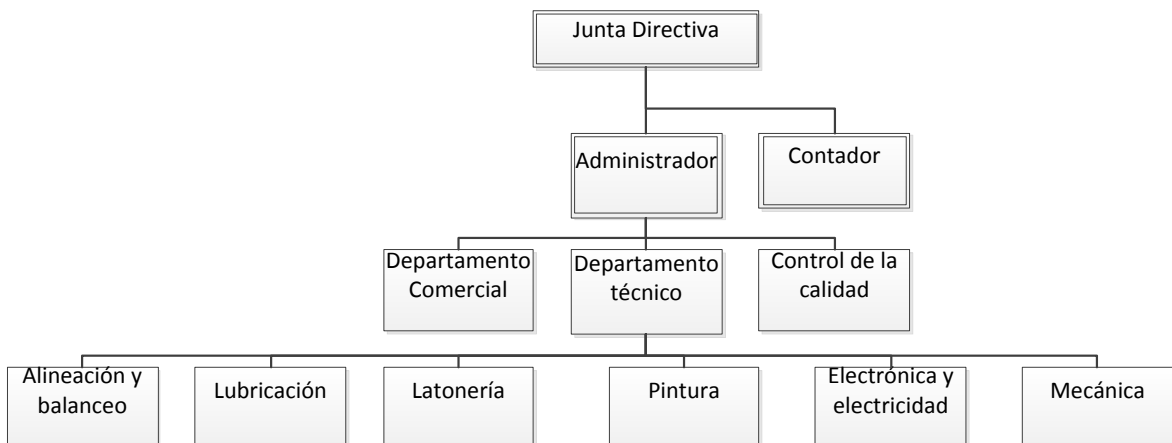 Junta Directiva
Administrador
Contador
Departamento
Comercial
Departamento
técnico
Control de la
calidad
Alineación y
balanceo
Lubricación
Latonería
Pintura
Electrónica y
electricidad
Mecánica